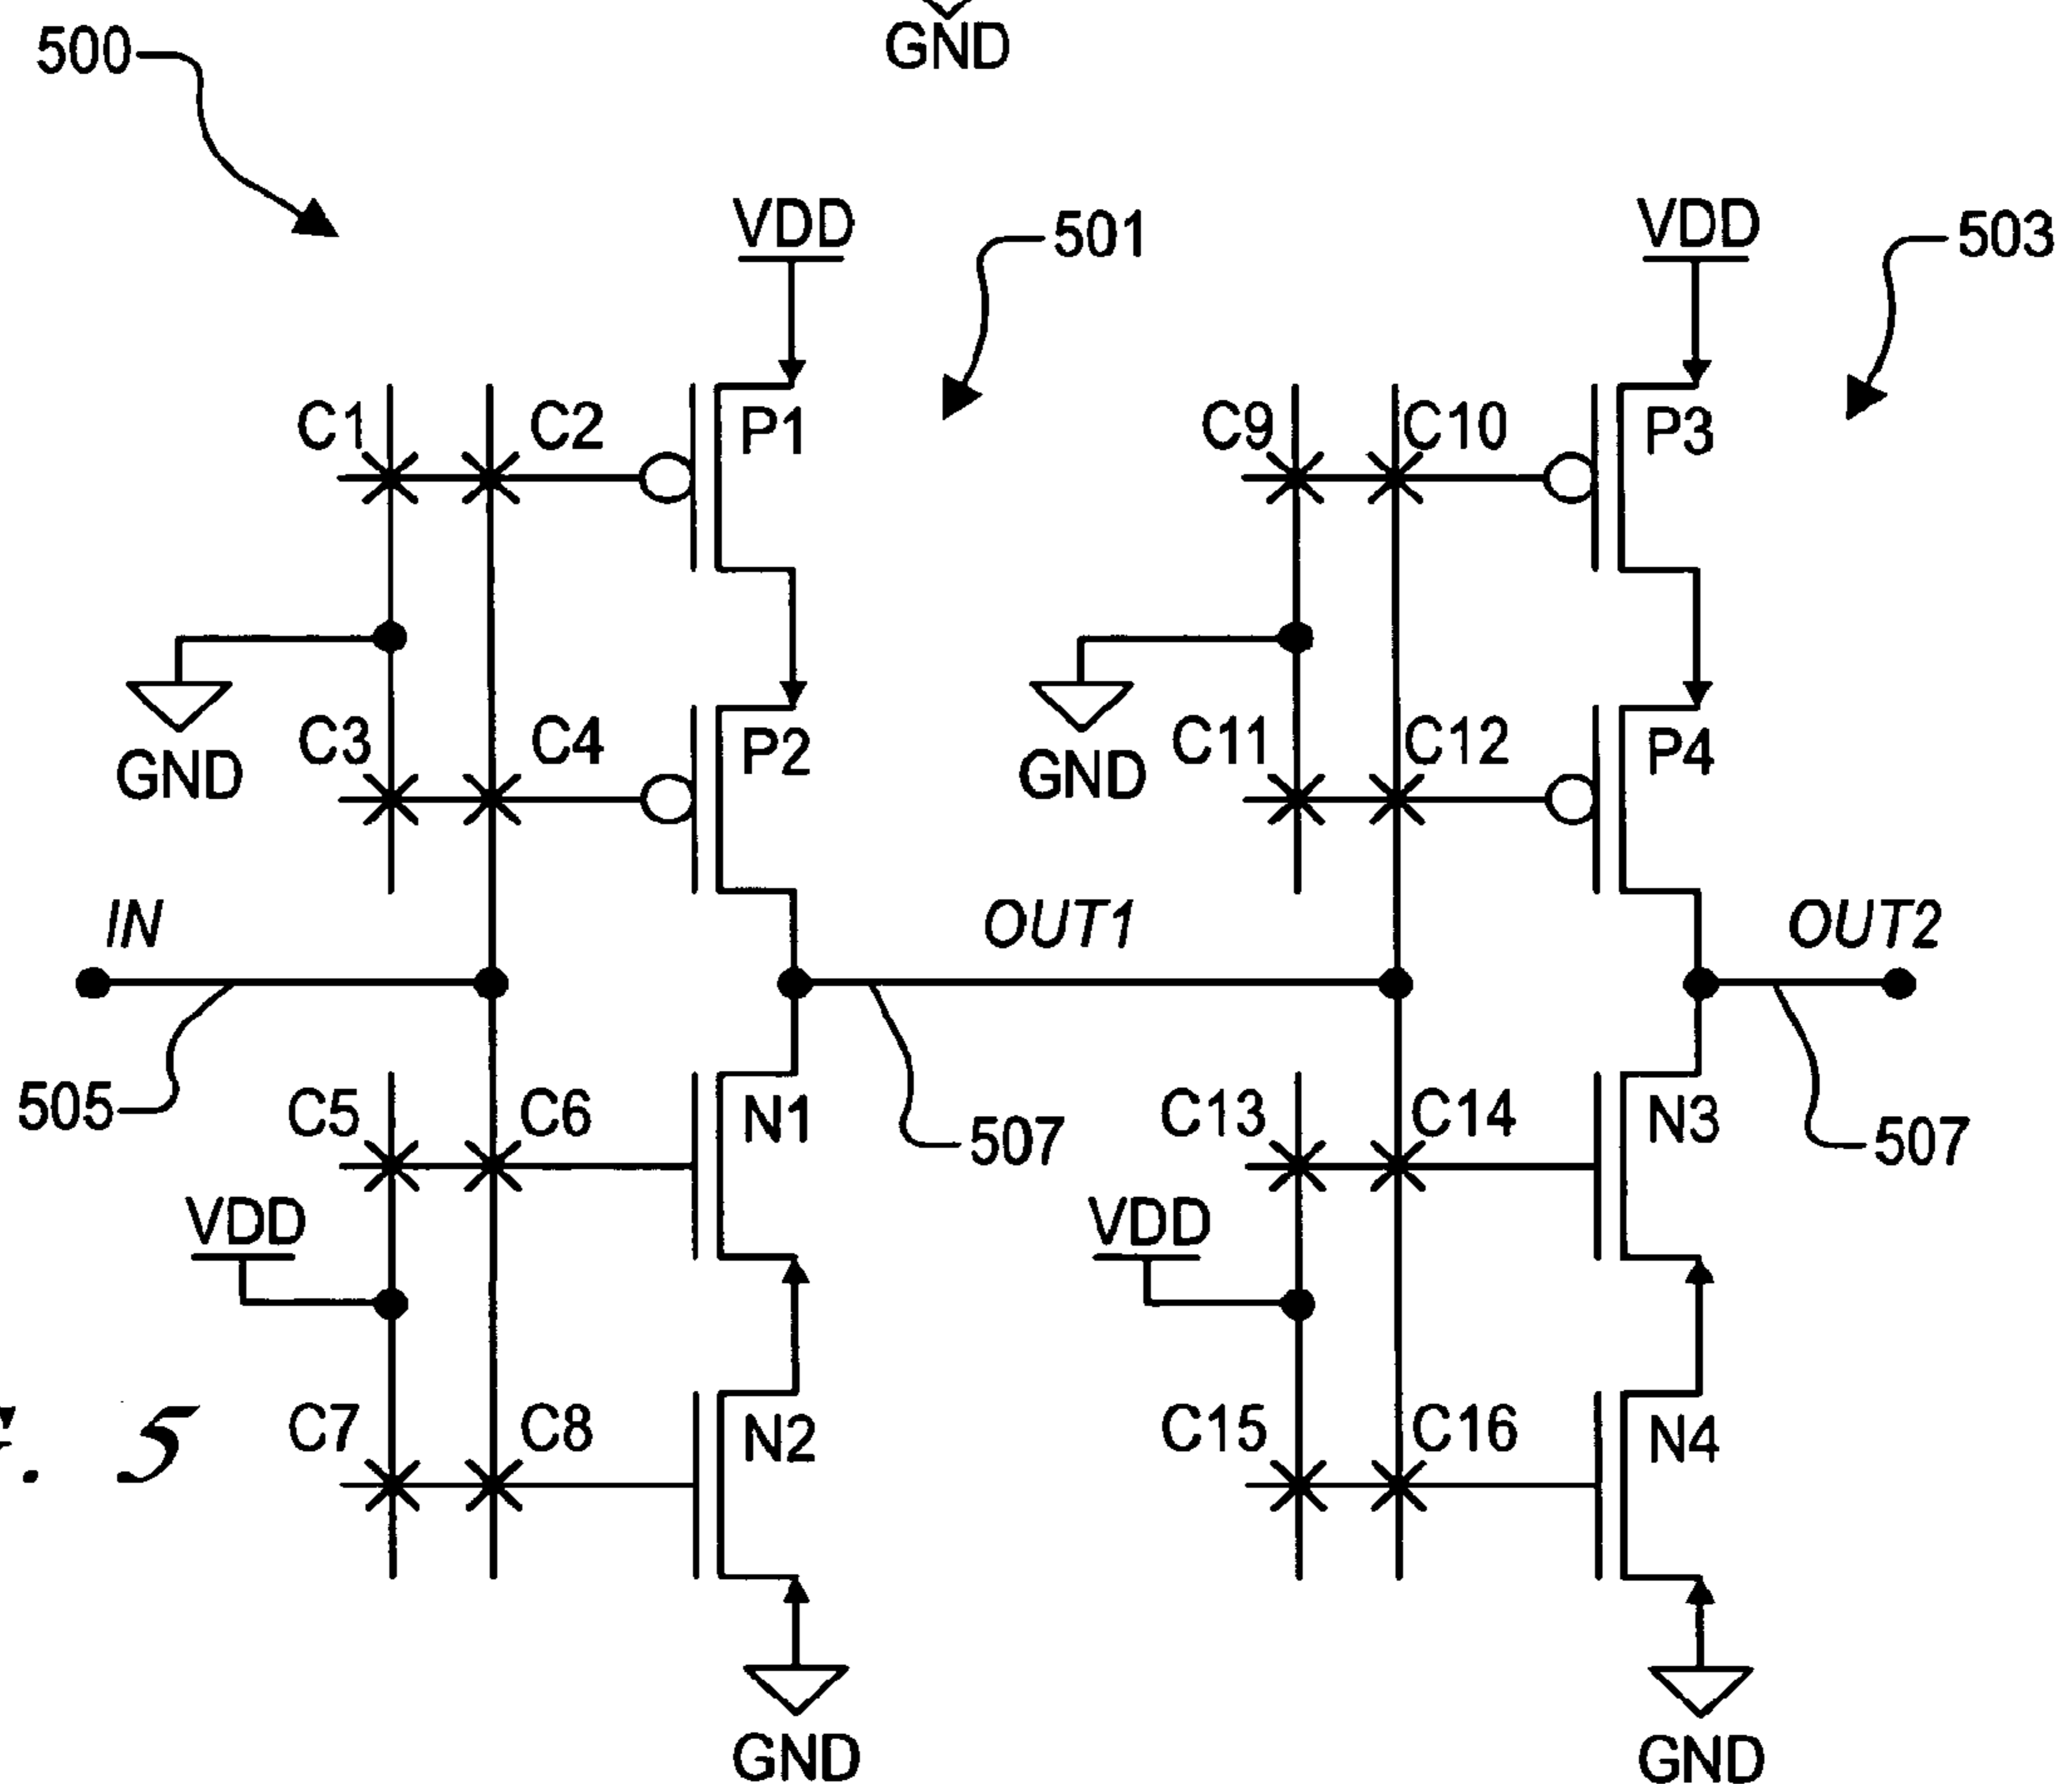 GND
500
VDD
501
VDD
503
C1
C2
P1
C9
C10
P3
GND
C3
C4
P2
GND
C11
C12
P4
IN
OUT1
OUT2
505
C5
C6
N1
507
C13
C14
N3
507
VDD
VDD
5
C7
C8
N2
C15
C16
N4
GND
GND